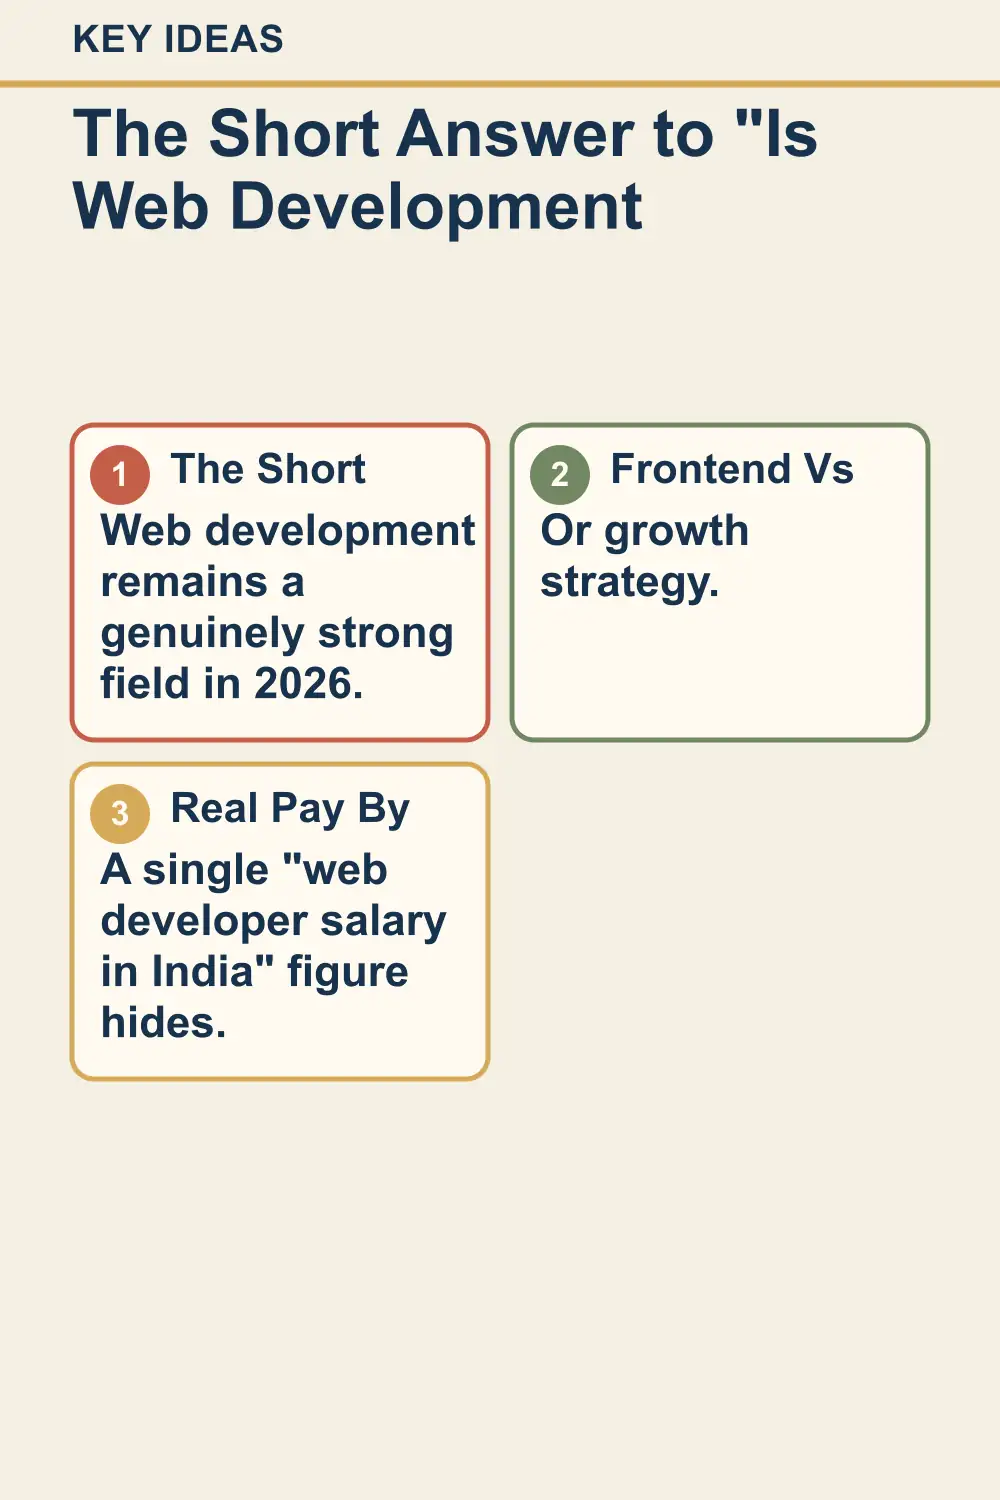 KEY IDEAS
The Short Answer to "Is
Web Development
1 The Short
Web development
remains a
genuinely strong
field in 2026.
2 Frontend Vs
Or growth
strategy.
3 Real Pay By
A single "web
developer salary
in India" figure
hides.